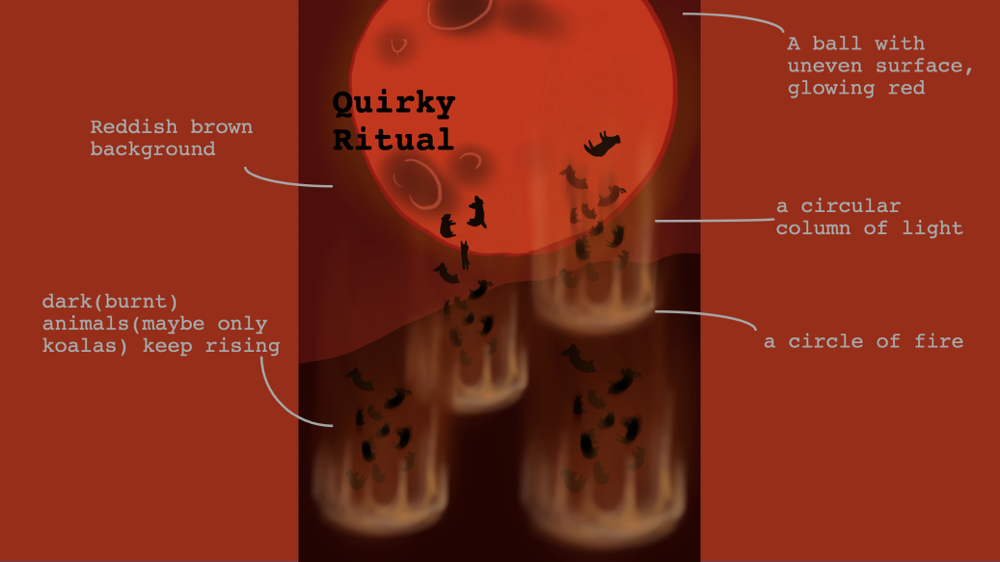 A ball with
uneven surface,
glowing red
Quirky
Ritual
Reddish brown
background
a circular
column of light
dark(burnt)
animals(maybe only
koalas) keep rising
a circle of fire